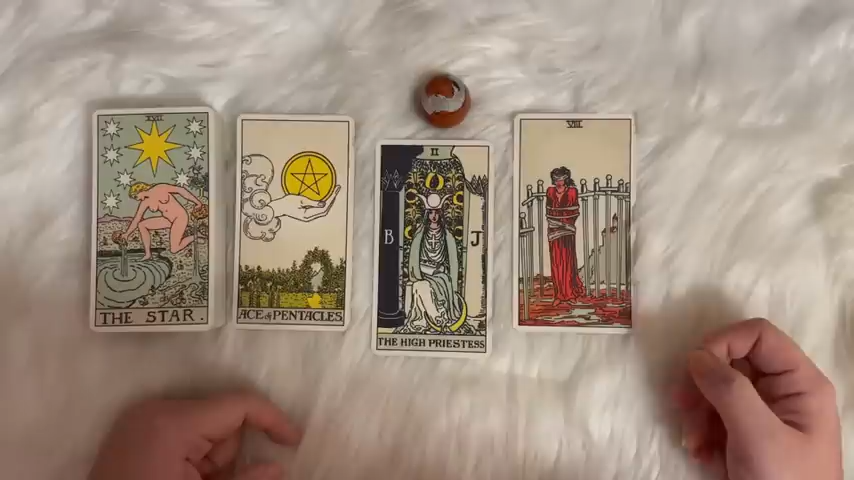 XVII
THE STAR.
ACE of PENTACLES
II
B J
THE HIGH PRIESTESS
VIII